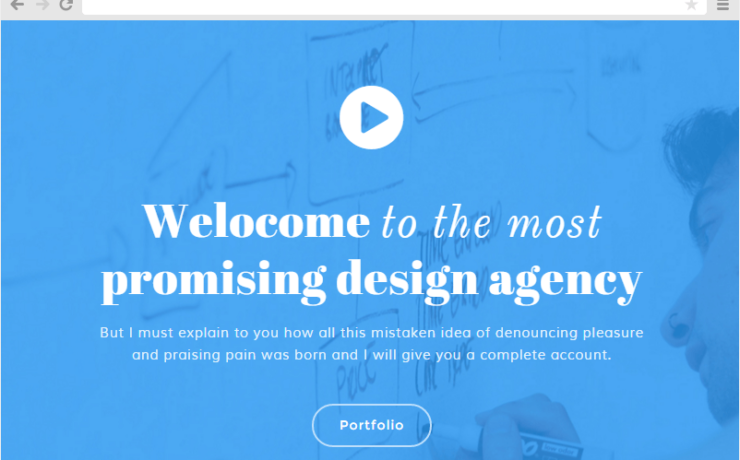 Welocome to the most
promising design agency
But I must explain to you how all this mistaken idea of denouncing pleasure
and praising pain was born and I will give you a complete account.
Portfolio